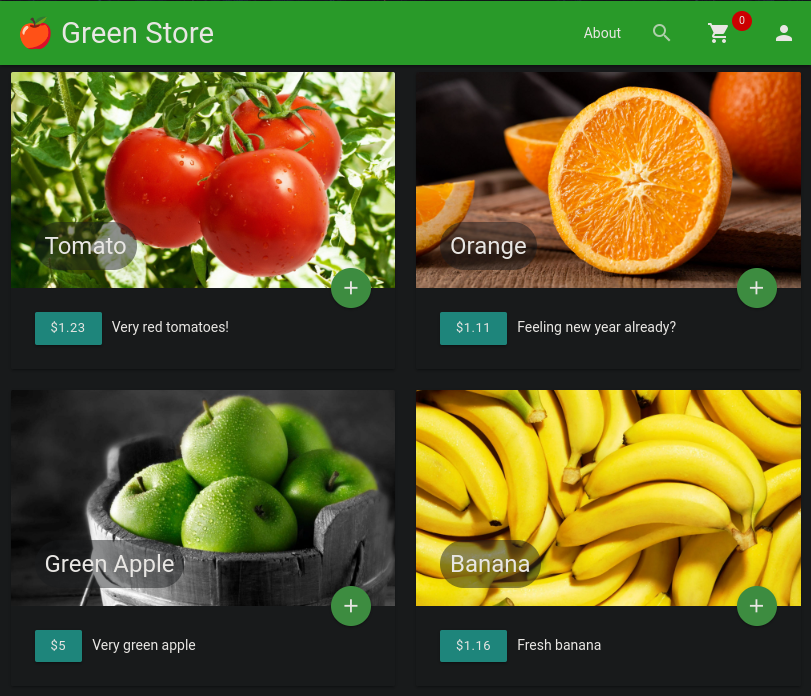 Green Store
About
0
Tomato
Orange
$1.23 Very red tomatoes!
$1.11 Feeling new year already?
Green Apple
Banana
$5 Very green apple
$1.16 Fresh banana